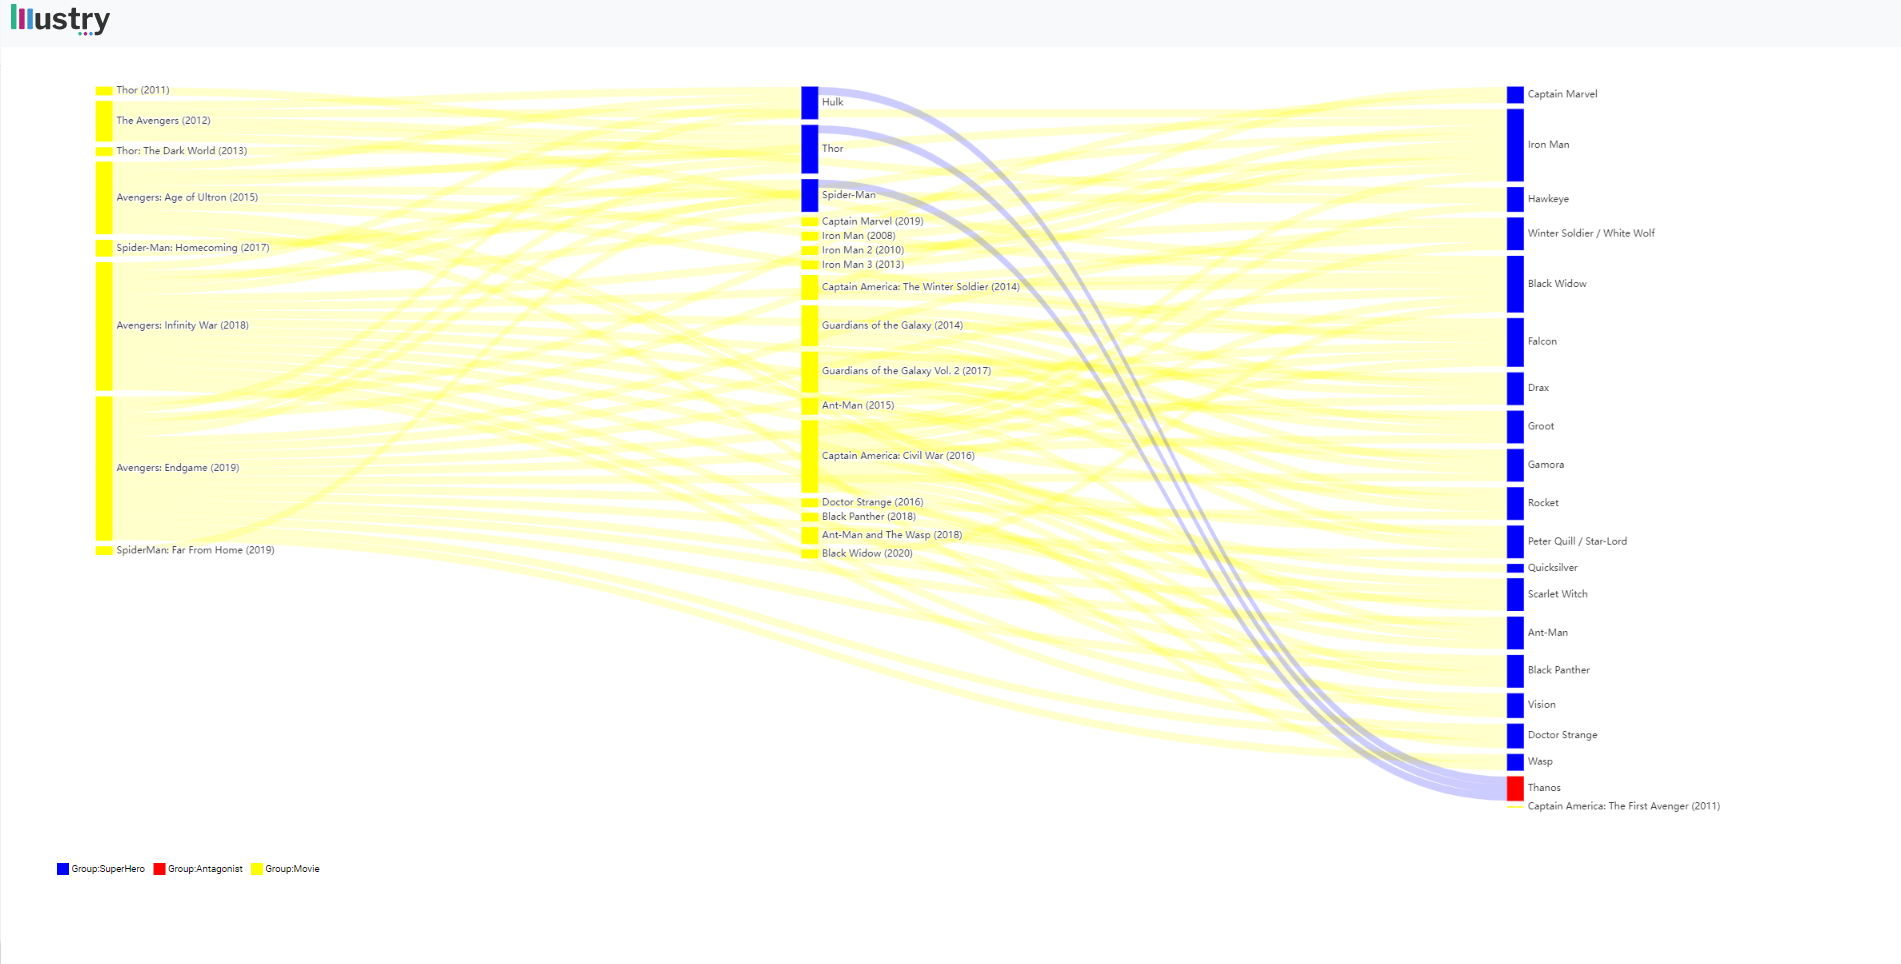 Illustry
Thor (2011)
The Avengers (2012)
Thor: The Dark World (2013)
Avengers: Age of Ultron (2015)
Spider-Man: Homecoming (2017)
Avengers: Infinity War (2018)
Avengers: Endgame (2019)
SpiderMan: Far From Home (2019)
Hulk
Thor
Spider-Man
Captain Marvel (2019)
Iron Man (2008)
Iron Man 2 (2010)
Iron Man 3 (2013)
Captain America: The Winter Soldier (2014)
Guardians of the Galaxy (2014)
Guardians of the Galaxy Vol. 2 (2017)
Ant-Man (2015)
Captain America: Civil War (2016)
Doctor Strange (2016)
Black Panther (2018)
Ant-Man and The Wasp (2018)
Black Widow (2020)
Captain Marvel
Iron Man
Hawkeye
Winter Soldier / White Wolf
Black Widow
Falcon
Drax
Groot
Gamora
Rocket
Peter Quill / Star-Lord
Quicksilver
Scarlet Witch
Ant-Man
Black Panther
Vision
Doctor Strange
Wasp
Thanos
Captain America: The First Avenger (2011)
Group:SuperHero Group:Antagonist Group:Movie